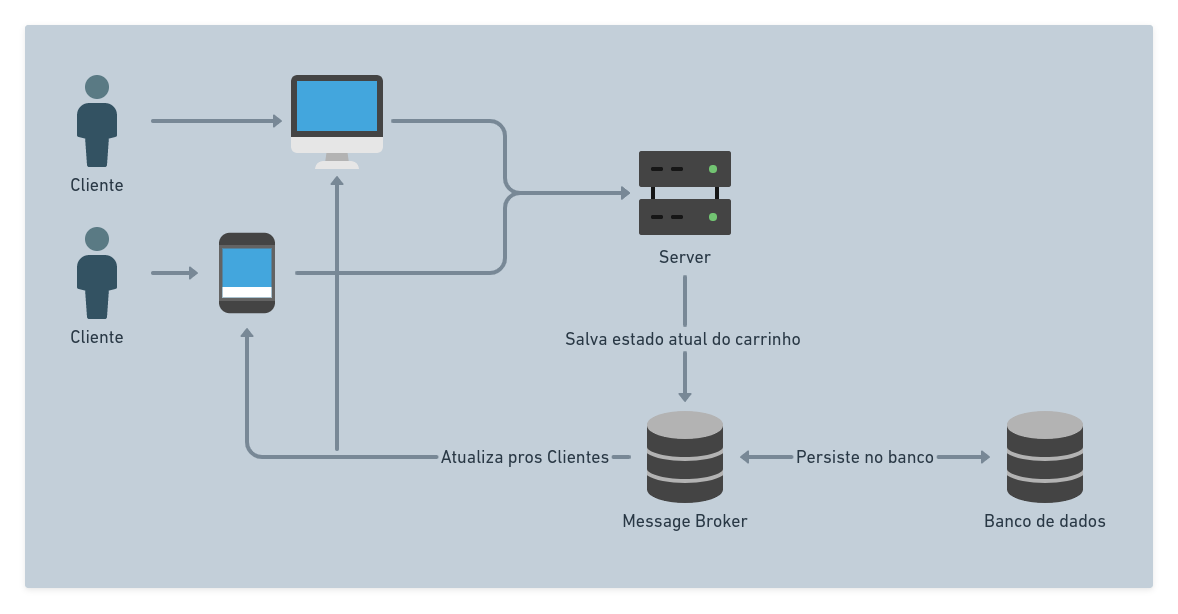 Cliente
Cliente
Server
Salva estado atual do carrinho
Atualiza pros Clientes
Persiste no banco
Message Broker
Banco de dados